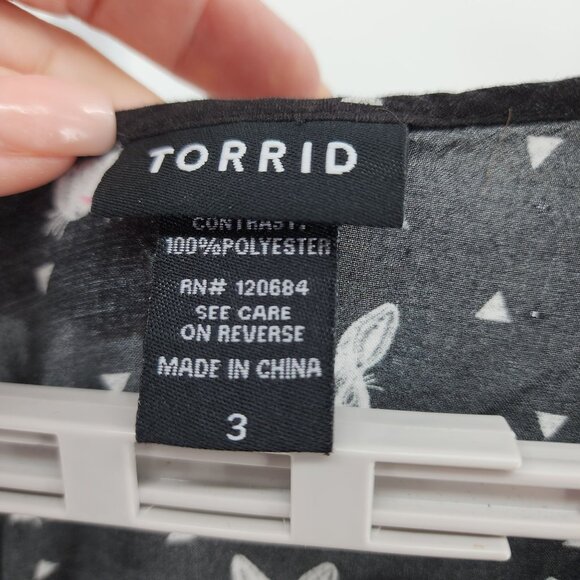 TORRID
CONTRAST:
100%POLYESTER
RN# 120684
SEE CARE
ON REVERSE
MADE IN CHINA
3